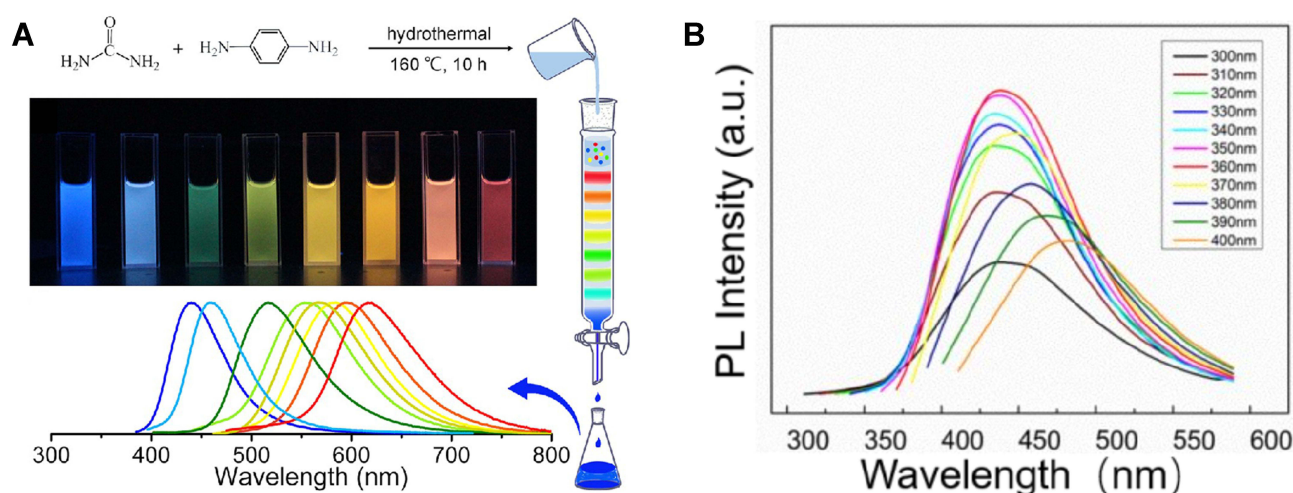 A
O
C
H₂N
NH₂
+
H₂N
NH₂
hydrothermal
160 ℃, 10 h
300 400 500 600 700 800
Wavelength (nm)
B
PL Intensity (a.u.)
300nm
310nm
320nm
330nm
340nm
350nm
360nm
370nm
380nm
390nm
400nm
300 350 400 450 500 550 600
Wavelength (nm)